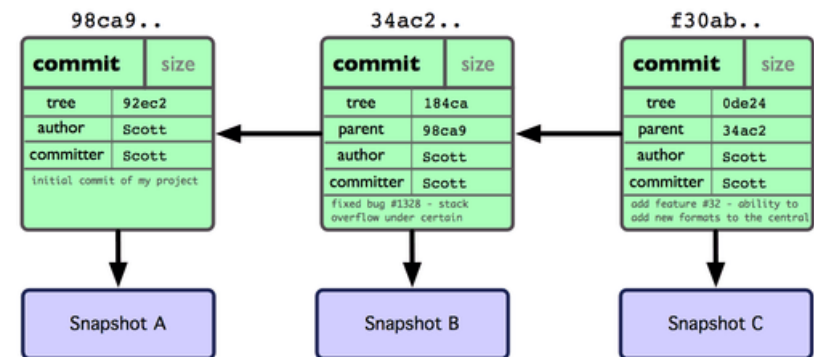 98ca9..
34ac2..
f30ab..
commit size
tree 92ec2
author Scott
committer Scott
initial commit of my project
commit size
tree 184ca
parent 98ca9
author Scott
committer Scott
fixed bug #1328 - stack
overflow under certain
commit size
tree 0de24
parent 34ac2
author Scott
committer Scott
add feature #32 - ability to
add new formats to the central
Snapshot A
Snapshot B
Snapshot C